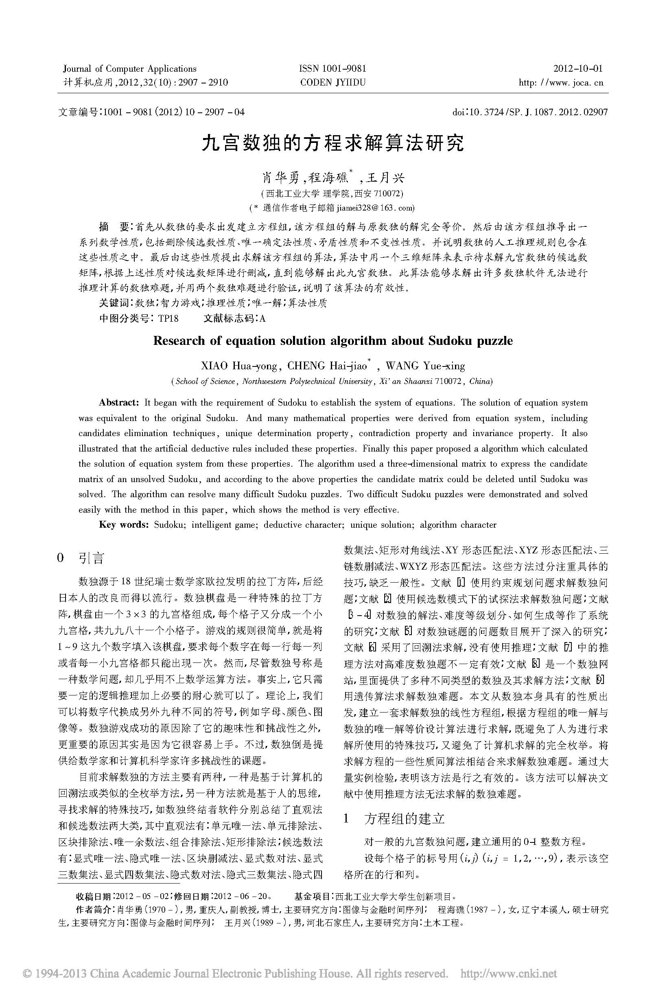 Journal of Computer Applications
计算机应用,2012,32(10):2907－2910
ISSN 1001-9081
CODEN JYIIDU
2012-10-01
http://www.joca.cn
文章编号:1001－9081(2012)10－2907－04
doi:10.3724/SP.J.1087.2012.02907
九宫数独的方程求解算法研究
肖华勇,程海礁*,王月兴
(西北工业大学 理学院,西安710072)
(* 通信作者电子邮箱jiamei328@163.com)
摘　要:首先从数独的要求出发建立方程组,该方程组的解与原数独的解完全等价。然后由该方程组推导出一
系列数学性质,包括删除候选数性质、唯一确定法性质、矛盾性质和不变性性质。并说明数独的人工推理规则包含在
这些性质之中。最后由这些性质提出求解该方程组的算法,算法中用一个三维矩阵来表示待求解九宫数独的候选数
矩阵,根据上述性质对候选数矩阵进行删减,直到能够解出此九宫数独。此算法能够求解出许多数独软件无法进行
推理计算的数独难题,并用两个数独难题进行验证,说明了该算法的有效性。
关键词:数独;智力游戏;推理性质;唯一解;算法性质
中图分类号: TP18　　文献标志码:A
Research of equation solution algorithm about Sudoku puzzle
XIAO Hua-yong, CHENG Hai-jiao*, WANG Yue-xing
(School of Science, Northwestern Polytechnical University, Xi'an Shaanxi 710072, China)
Abstract: It began with the requirement of Sudoku to establish the system of equations. The solution of equation system
was equivalent to the original Sudoku. And many mathematical properties were derived from equation system, including
candidates elimination techniques, unique determination property, contradiction property and invariance property. It also
illustrated that the artificial deductive rules included these properties. Finally this paper proposed a algorithm which calculated
the solution of equation system from these properties. The algorithm used a three-dimensional matrix to express the candidate
matrix of an unsolved Sudoku, and according to the above properties the candidate matrix could be deleted until Sudoku was
solved. The algorithm can resolve many difficult Sudoku puzzles. Two difficult Sudoku puzzles were demonstrated and solved
easily with the method in this paper, which shows the method is very effective.
Key words: Sudoku; intelligent game; deductive character; unique solution; algorithm character
0　引言
数独源于18世纪瑞士数学家欧拉发明的拉丁方阵,后经
日本人的改良而得以流行。数独棋盘是一种特殊的拉丁方
阵,棋盘由一个3×3的九宫格组成,每个格子又分成一个小
九宫格,共九九八十一个小格子。游戏的规则很简单,就是将
1~9这九个数字填入该棋盘,要求每个数字在每一行每一列
或者每一小九宫格都只能出现一次。然而,尽管数独号称是
一种数学问题,却几乎用不上数学运算方法。事实上,它只需
要一定的逻辑推理加上必要的耐心就可以了。理论上,我们
可以将数字代换成另外九种不同的符号,例如字母、颜色、图
像等。数独游戏成功的原因除了它的趣味性和挑战性之外,
更重要的原因其实是因为它很容易上手。不过,数独倒是提
供给数学家和计算机科学家许多挑战性的课题。
目前求解数独的方法主要有两种,一种是基于计算机的
回溯法或类似的全枚举方法,另一种方法就是基于人的思维,
寻找求解的特殊技巧,如数独终结者软件分别总结了直观法
和候选数法两大类,其中直观法有:单元唯一法、单元排除法、
区块排除法、唯一余数法、组合排除法、矩形排除法;候选数法
有:显式唯一法、隐式唯一法、区块删减法、显式数对法、显式
三数集法、显式四数集法、隐式数对法、隐式三数集法、隐式四
数集法、矩形对角线法、XY形态匹配法、XYZ形态匹配法、三
链数删减法、WXYZ形态匹配法。这些方法过分注重具体的
技巧,缺乏一般性。文献[1]使用约束规划问题求解数独问
题;文献[2]使用候选数模式下的试探法求解数独问题;文献
[3－4]对数独的解法、难度等级划分、如何生成等作了系统
的研究;文献[5]对数独谜题的问题数目展开了深入的研究;
文献[6]采用了回溯法求解,没有使用推理;文献[7]中的推
理方法对高难度数独题不一定有效;文献[8]是一个数独网
站,里面提供了多种不同类型的数独及其求解方法;文献[9]
用遗传算法求解数独难题。本文从数独本身具有的性质出
发,建立一套求解数独的线性方程组,根据方程组的唯一解与
数独的唯一解等价设计算法进行求解,既避免了人为进行求
解所使用的特殊技巧,又避免了计算机求解的完全枚举。将
求解方程的一些性质同算法相结合来求解数独难题。通过大
量实例检验,表明该方法是行之有效的。该方法可以解决文
献中使用推理方法无法求解的数独难题。
1　方程组的建立
对一般的九宫数独问题,建立通用的0-1整数方程。
设每个格子的标号用(i,j)(i,j = 1,2,…,9),表示该空
格所在的行和列。
收稿日期:2012－05－02;修回日期:2012－06－20。　　基金项目:西北工业大学大学生创新项目。
作者简介:肖华勇(1970－),男,重庆人,副教授,博士,主要研究方向:图像与金融时间序列;　程海礁(1987－),女,辽宁本溪人,硕士研究
生,主要研究方向:图像与金融时间序列;　王月兴(1989－),男,河北石家庄人,主要研究方向:土木工程。
© 1994-2013 China Academic Journal Electronic Publishing House. All rights reserved.　http://www.cnki.net